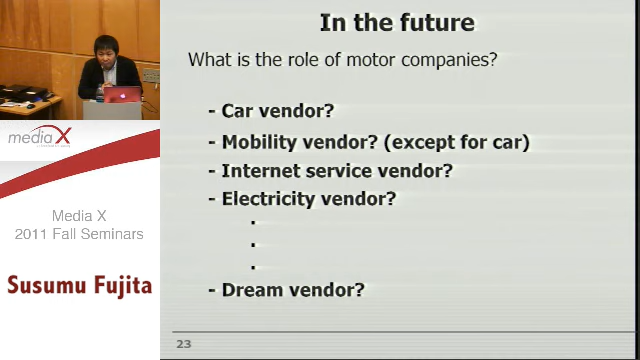 In the future
What is the role of motor companies?
- Car vendor?
- Mobility vendor? (except for car)
- Internet service vendor?
- Electricity vendor?
.
.
.
- Dream vendor?
23
media X
Media X
2011 Fall Seminars
Susumu Fujita